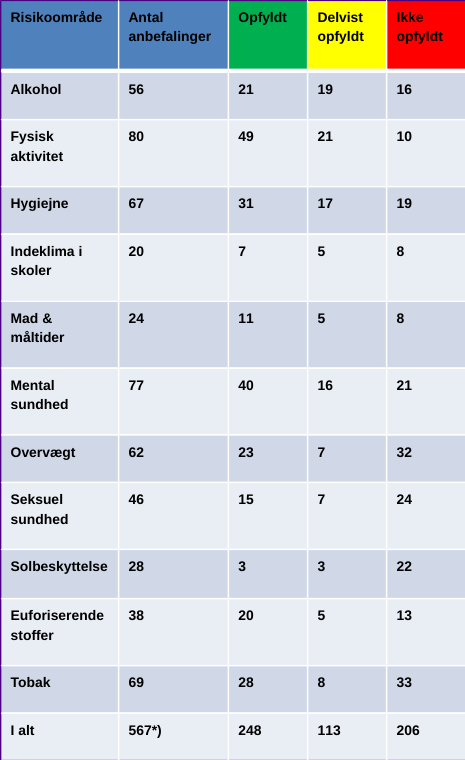 Risikoområde Antal anbefalinger Opfyldt Delvist opfyldt Ikke opfyldt
Alkohol 56 21 19 16
Fysisk aktivitet 80 49 21 10
Hygiejne 67 31 17 19
Indeklima i skoler 20 7 5 8
Mad & måltider 24 11 5 8
Mental sundhed 77 40 16 21
Overvægt 62 23 7 32
Seksuel sundhed 46 15 7 24
Solbeskyttelse 28 3 3 22
Euforiserende stoffer 38 20 5 13
Tobak 69 28 8 33
I alt 567*) 248 113 206